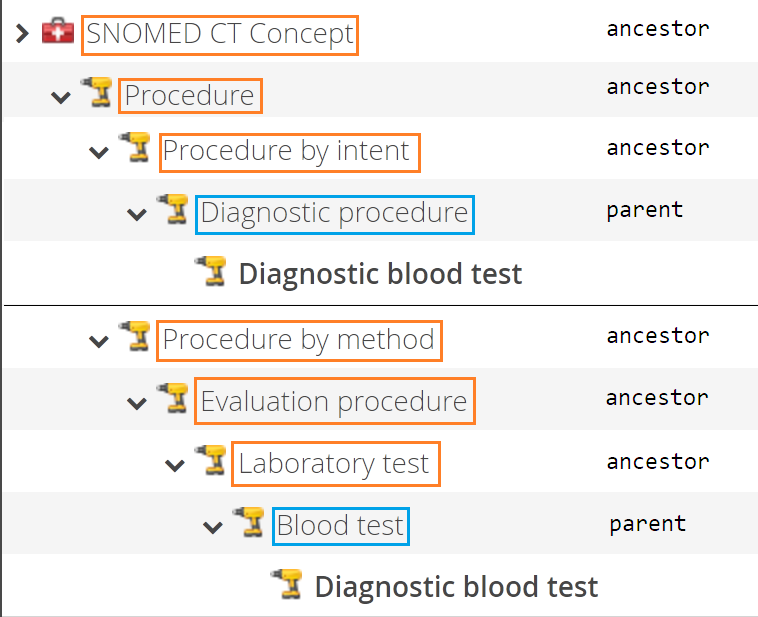 SNOMED CT Concept ancestor
Procedure ancestor
Procedure by intent ancestor
Diagnostic procedure parent
Diagnostic blood test
Procedure by method ancestor
Evaluation procedure ancestor
Laboratory test ancestor
Blood test parent
Diagnostic blood test